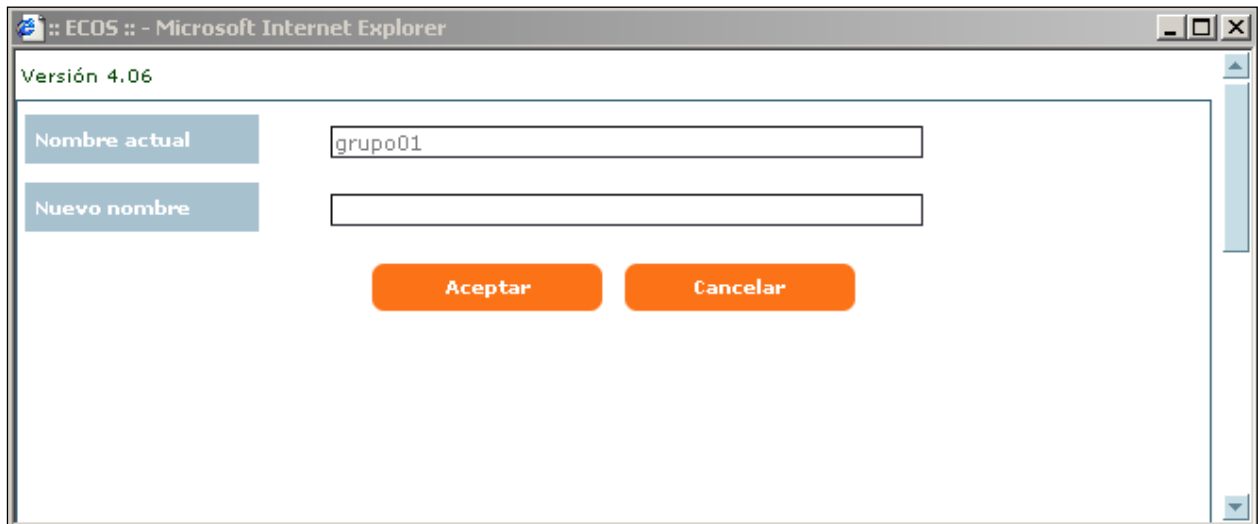 :: ECOS :: - Microsoft Internet Explorer
Versión 4.06
Nombre actual
grupo01
Nuevo nombre
Aceptar
Cancelar